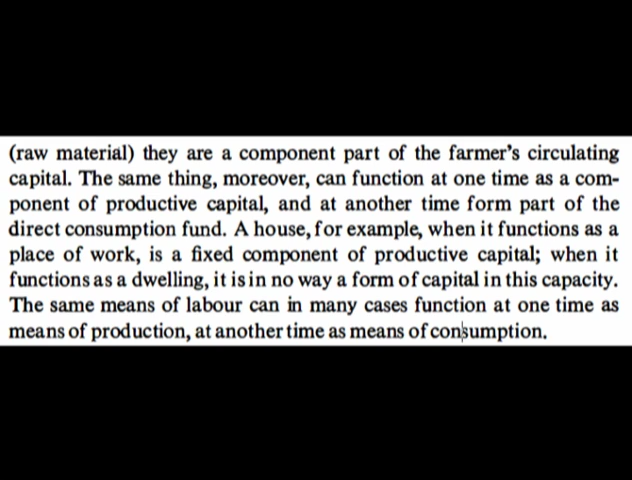 (raw material) they are a component part of the farmer's circulating
capital. The same thing, moreover, can function at one time as a com-
ponent of productive capital, and at another time form part of the
direct consumption fund. A house, for example, when it functions as a
place of work, is a fixed component of productive capital; when it
functions as a dwelling, it is in no way a form of capital in this capacity.
The same means of labour can in many cases function at one time as
means of production, at another time as means of consumption.